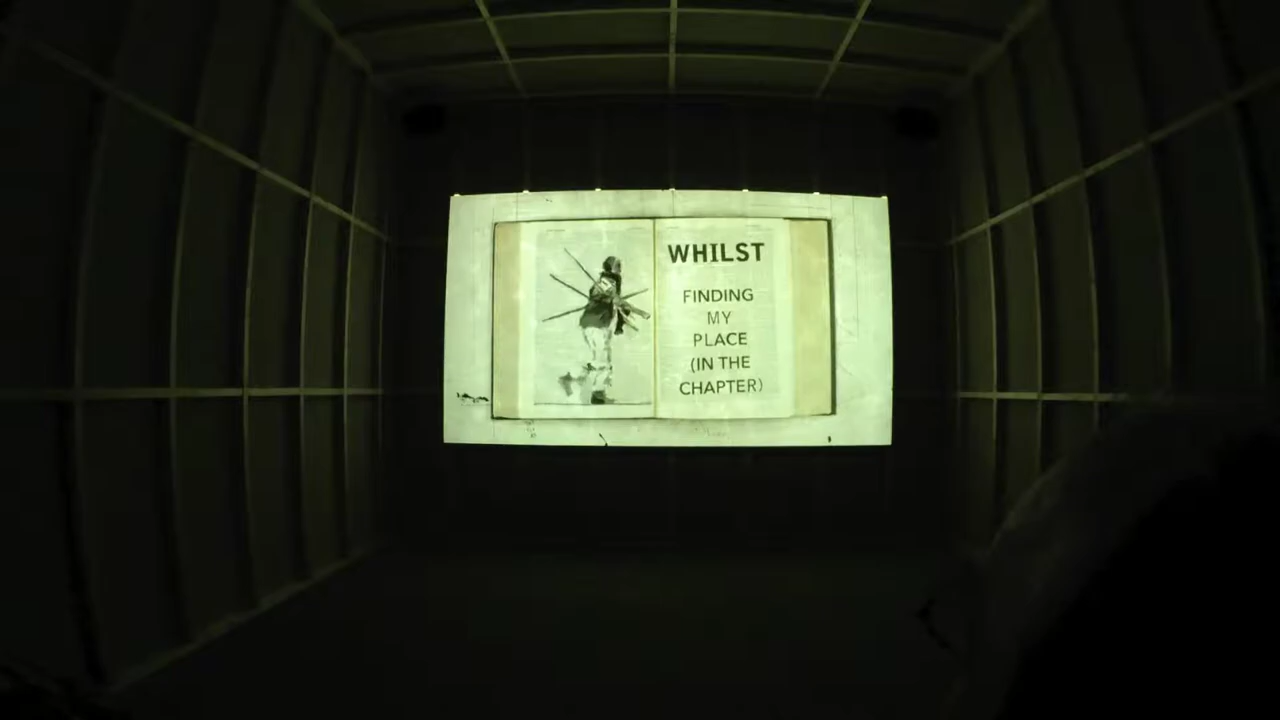 WHILST
FINDING
MY
PLACE
(IN THE
CHAPTER)